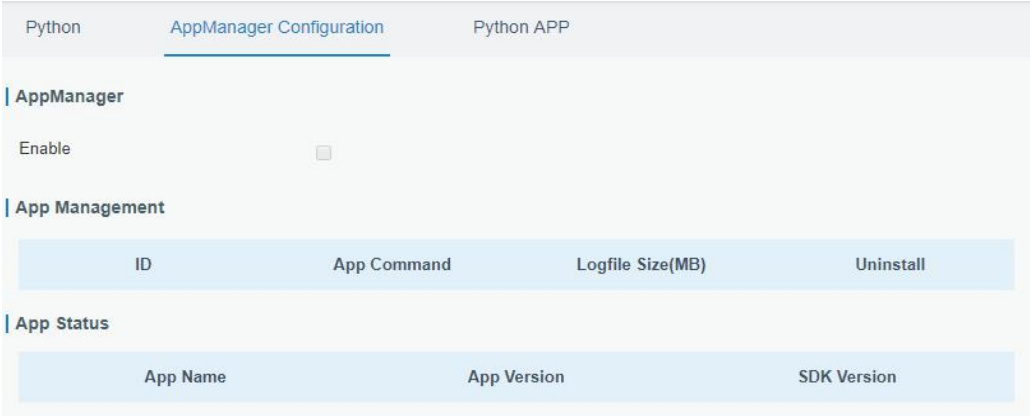 Python AppManager Configuration Python APP
AppManager
Enable
App Management
ID App Command Logfile Size(MB) Uninstall
App Status
App Name App Version SDK Version